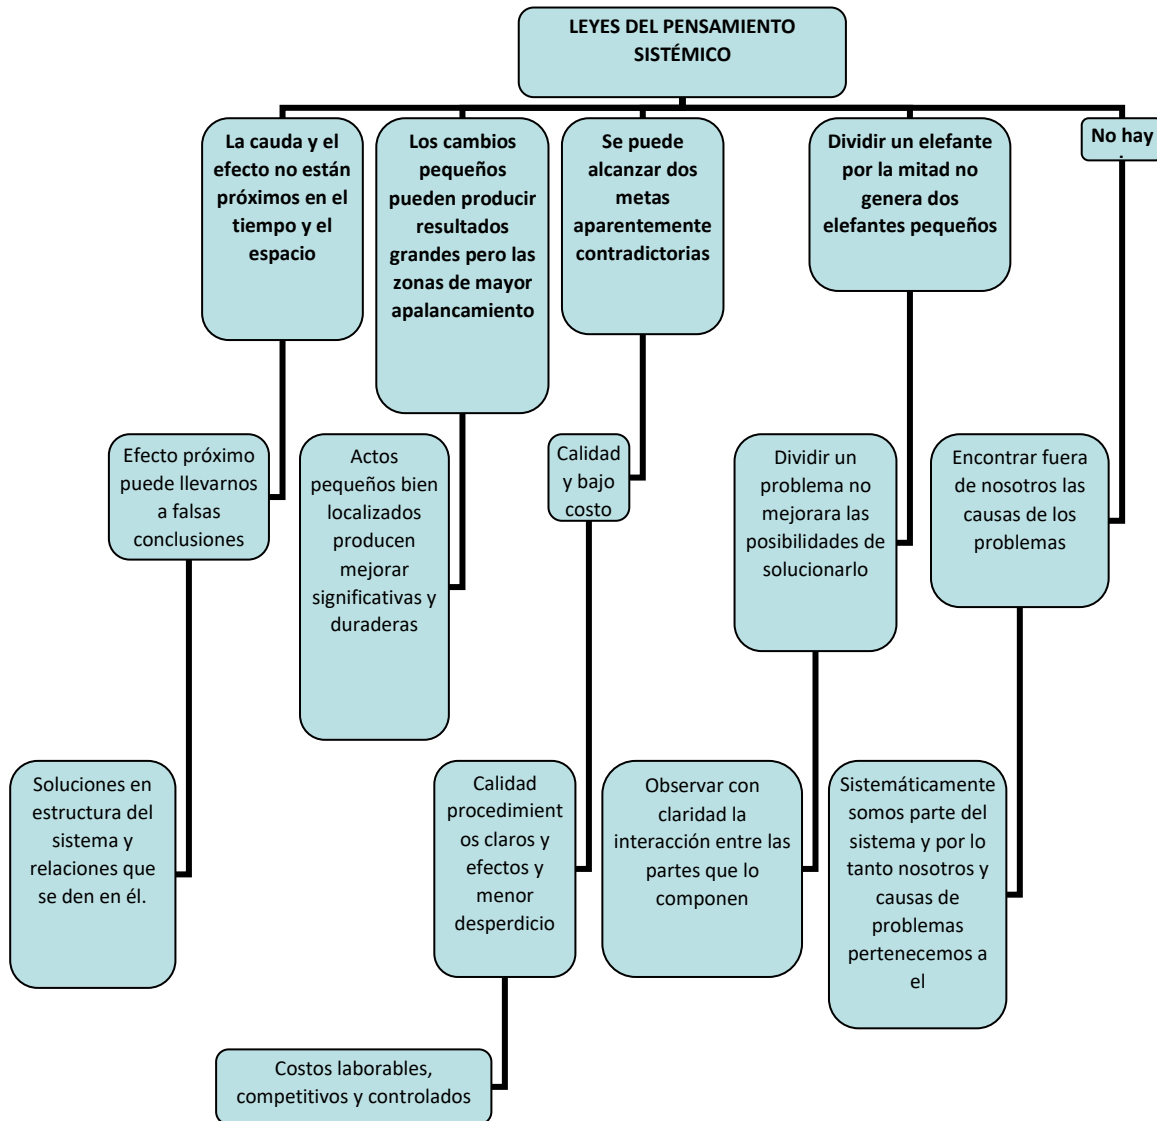 LEYES DEL PENSAMIENTO
SISTÉMICO
La cauda y el
efecto no están
próximos en el
tiempo y el
espacio
Los cambios
pequeños
pueden producir
resultados
grandes pero las
zonas de mayor
apalancamiento
Se puede
alcanzar dos
metas
aparentemente
contradictorias
Dividir un elefante
por la mitad no
genera dos
elefantes pequeños
No hay
Efecto próximo
puede llevarnos
a falsas
conclusiones
Actos
pequeños bien
localizados
producen
mejorar
significativas y
duraderas
Calidad
y bajo
costo
Dividir un
problema no
mejorara las
posibilidades de
solucionarlo
Encontrar fuera
de nosotros las
causas de los
problemas
Soluciones en
estructura del
sistema y
relaciones que
se den en él.
Calidad
procedimient
os claros y
efectos y
menor
desperdicio
Observar con
claridad la
interacción entre las
partes que lo
componen
Sistemáticamente
somos parte del
sistema y por lo
tanto nosotros y
causas de
problemas
pertenecemos a
el
Costos laborables,
competitivos y controlados